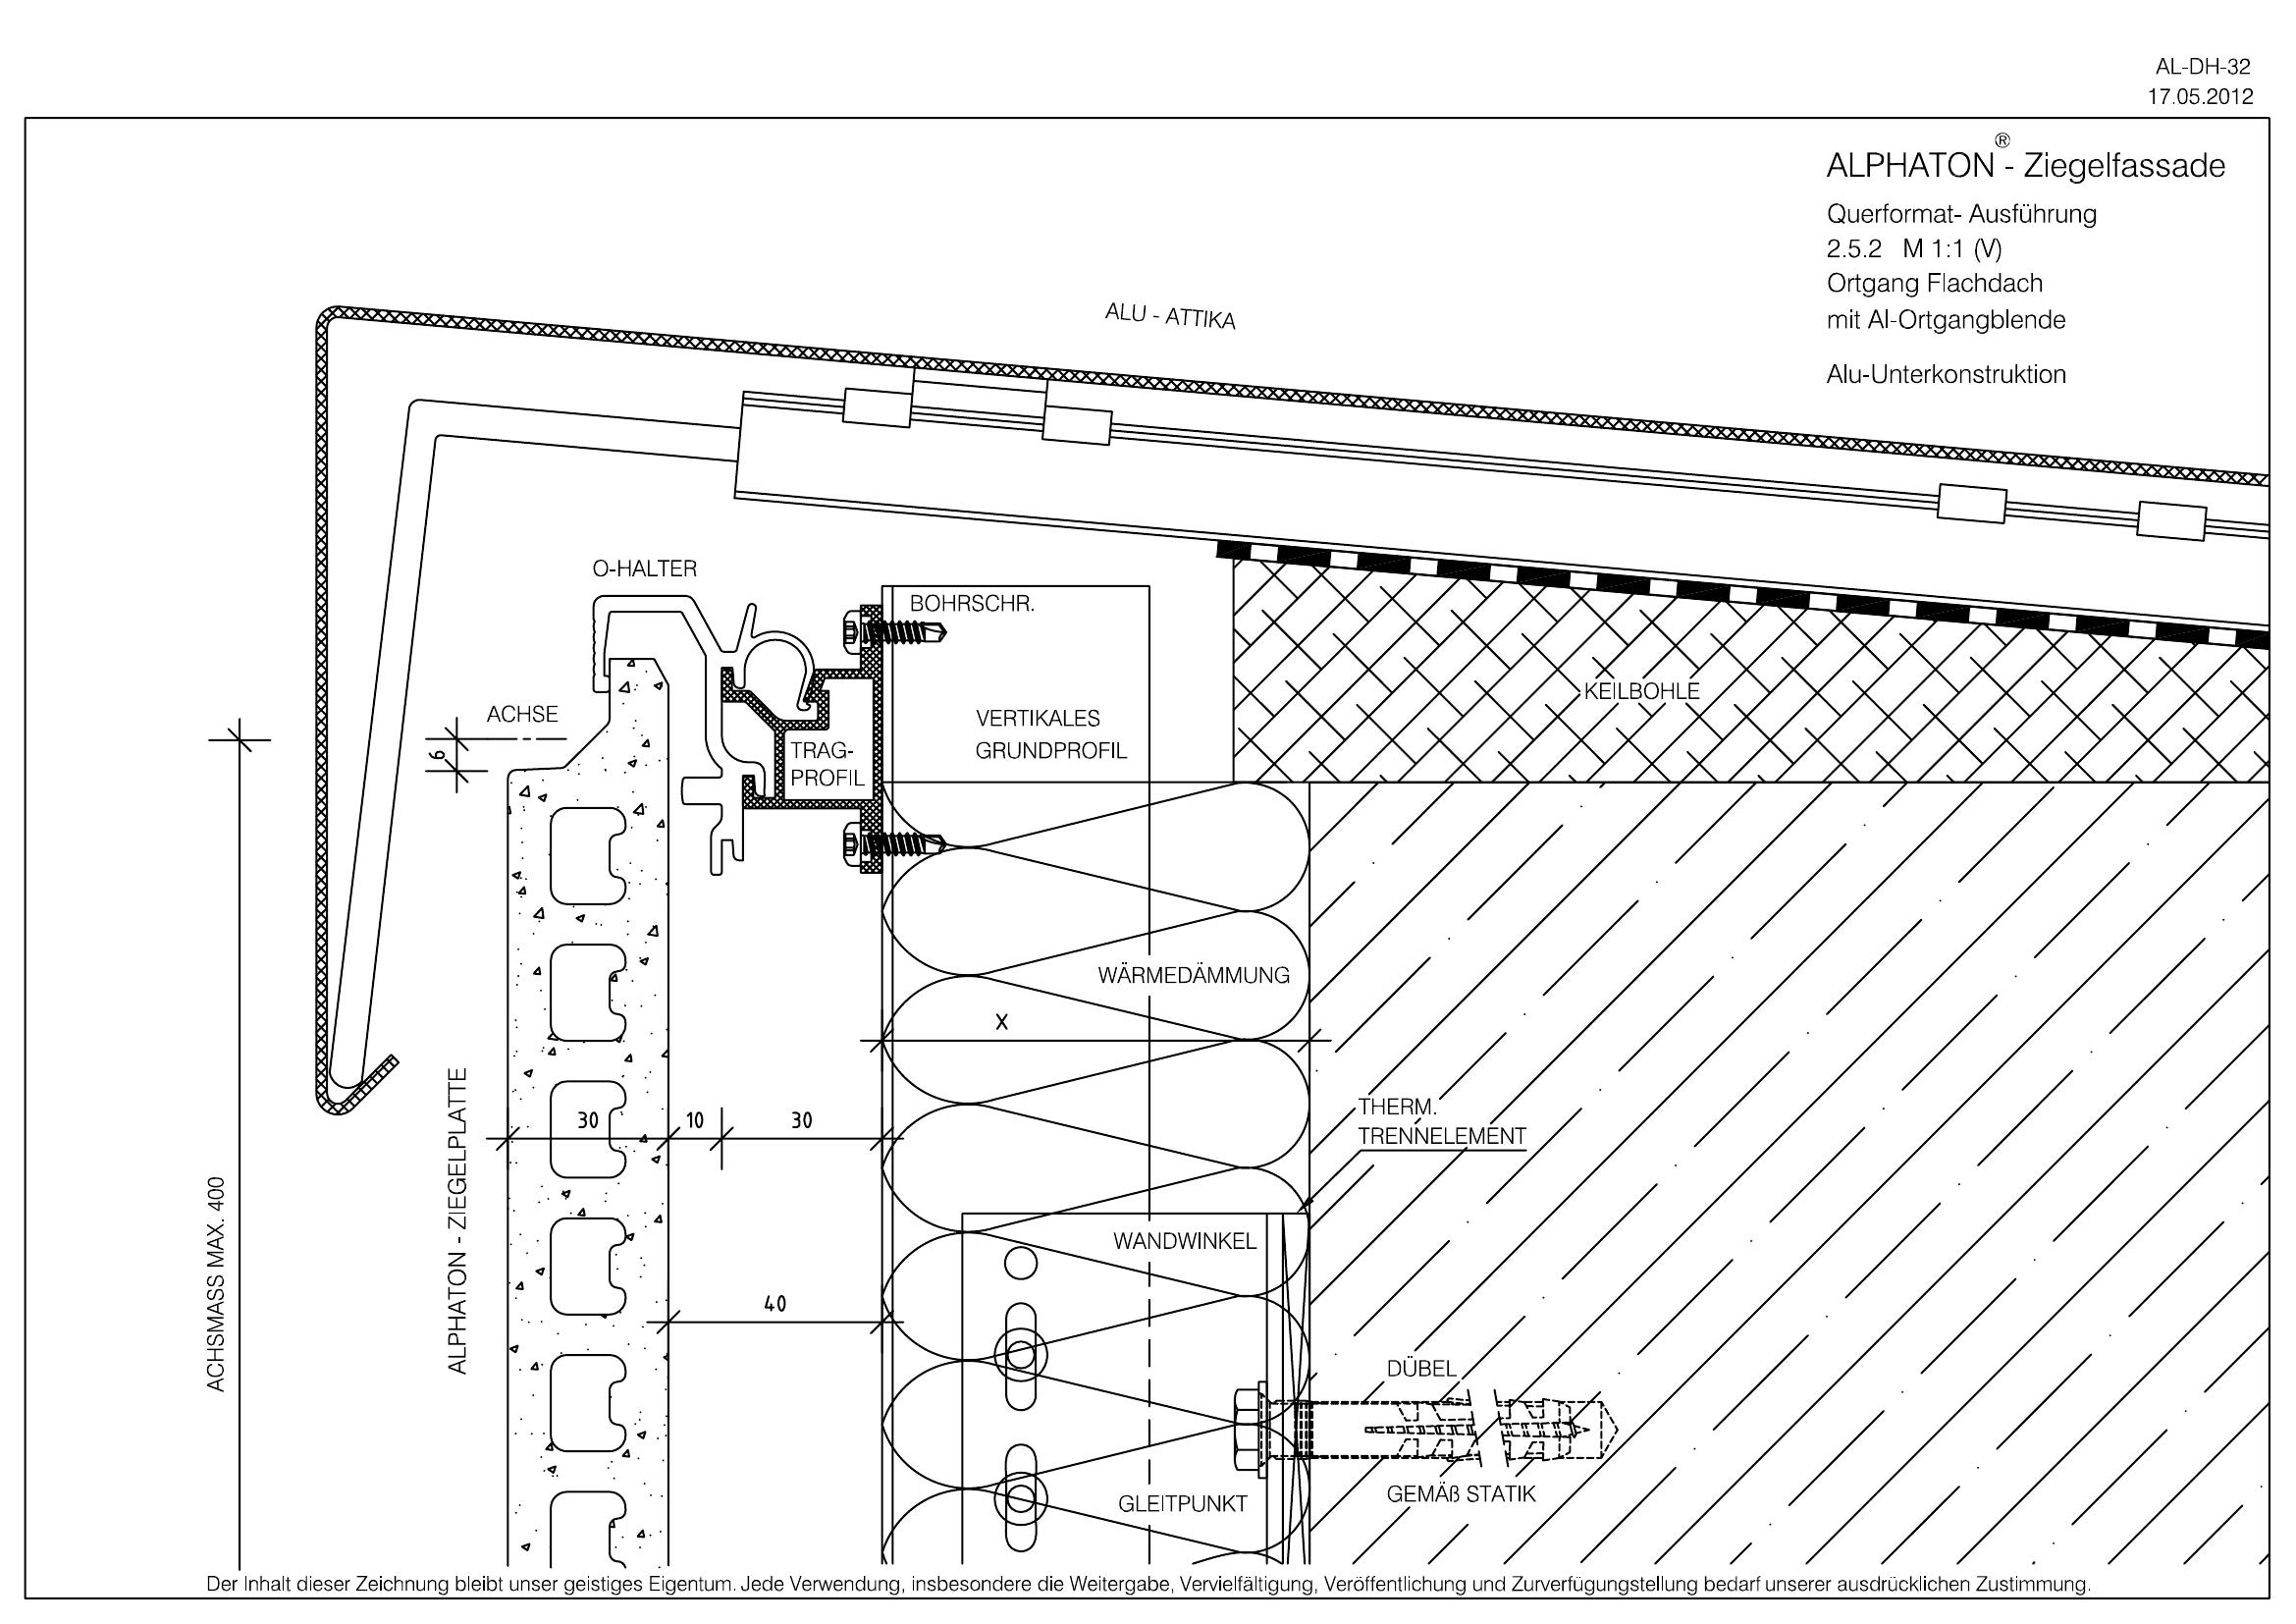 AL-DH-32
17.05.2012
ALPHATON® - Ziegelfassade
Querformat- Ausführung
2.5.2 M 1:1 (V)
Ortgang Flachdach
mit Al-Ortgangblende
Alu-Unterkonstruktion
ALU - ATTIKA
O-HALTER
BOHRSCHR.
KEILBOHLE
ACHSE
6
VERTIKALES
GRUNDPROFIL
TRAG-
PROFIL
WÄRMEDÄMMUNG
X
THERM.
TRENNELEMENT
30
10
30
ALPHATON - ZIEGELPLATTE
ACHSMASS MAX. 400
WANDWINKEL
40
DÜBEL
GEMÄß STATIK
GLEITPUNKT
Der Inhalt dieser Zeichnung bleibt unser geistiges Eigentum. Jede Verwendung, insbesondere die Weitergabe, Vervielfältigung, Veröffentlichung und Zurverfügungstellung bedarf unserer ausdrücklichen Zustimmung.